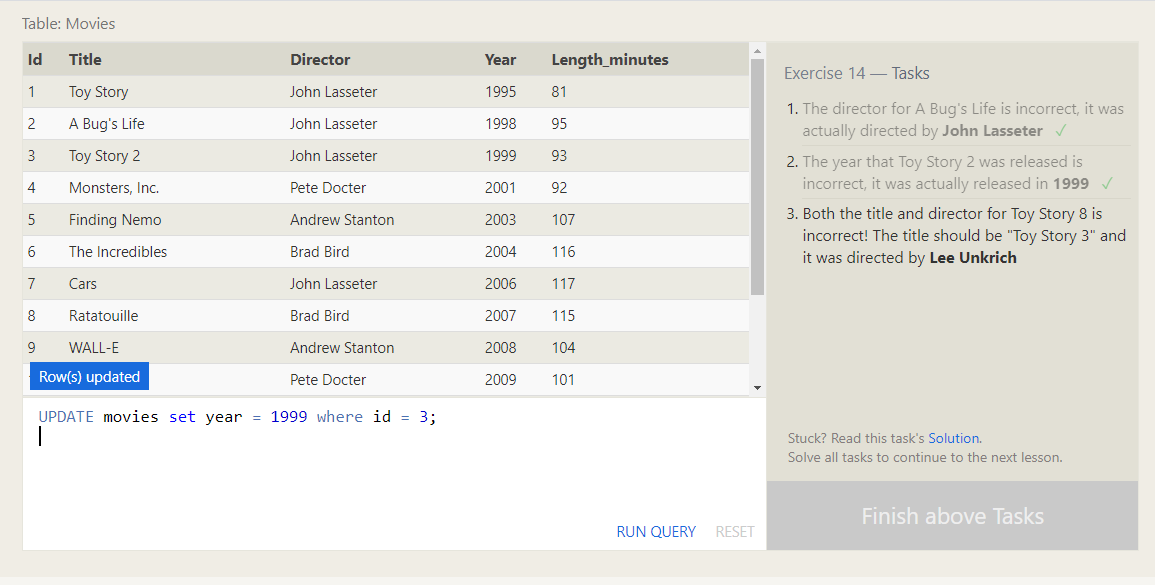 Table: Movies
Id Title Director Year Length_minutes
1 Toy Story John Lasseter 1995 81
2 A Bug's Life John Lasseter 1998 95
3 Toy Story 2 John Lasseter 1999 93
4 Monsters, Inc. Pete Docter 2001 92
5 Finding Nemo Andrew Stanton 2003 107
6 The Incredibles Brad Bird 2004 116
7 Cars John Lasseter 2006 117
8 Ratatouille Brad Bird 2007 115
9 WALL-E Andrew Stanton 2008 104
Pete Docter 2009 101
Row(s) updated
UPDATE movies set year = 1999 where id = 3;
RUN QUERY RESET
Exercise 14 — Tasks
1. The director for A Bug's Life is incorrect, it was
actually directed by John Lasseter ✓
2. The year that Toy Story 2 was released is
incorrect, it was actually released in 1999 ✓
3. Both the title and director for Toy Story 8 is
incorrect! The title should be "Toy Story 3" and
it was directed by Lee Unkrich
Stuck? Read this task's Solution.
Solve all tasks to continue to the next lesson.
Finish above Tasks